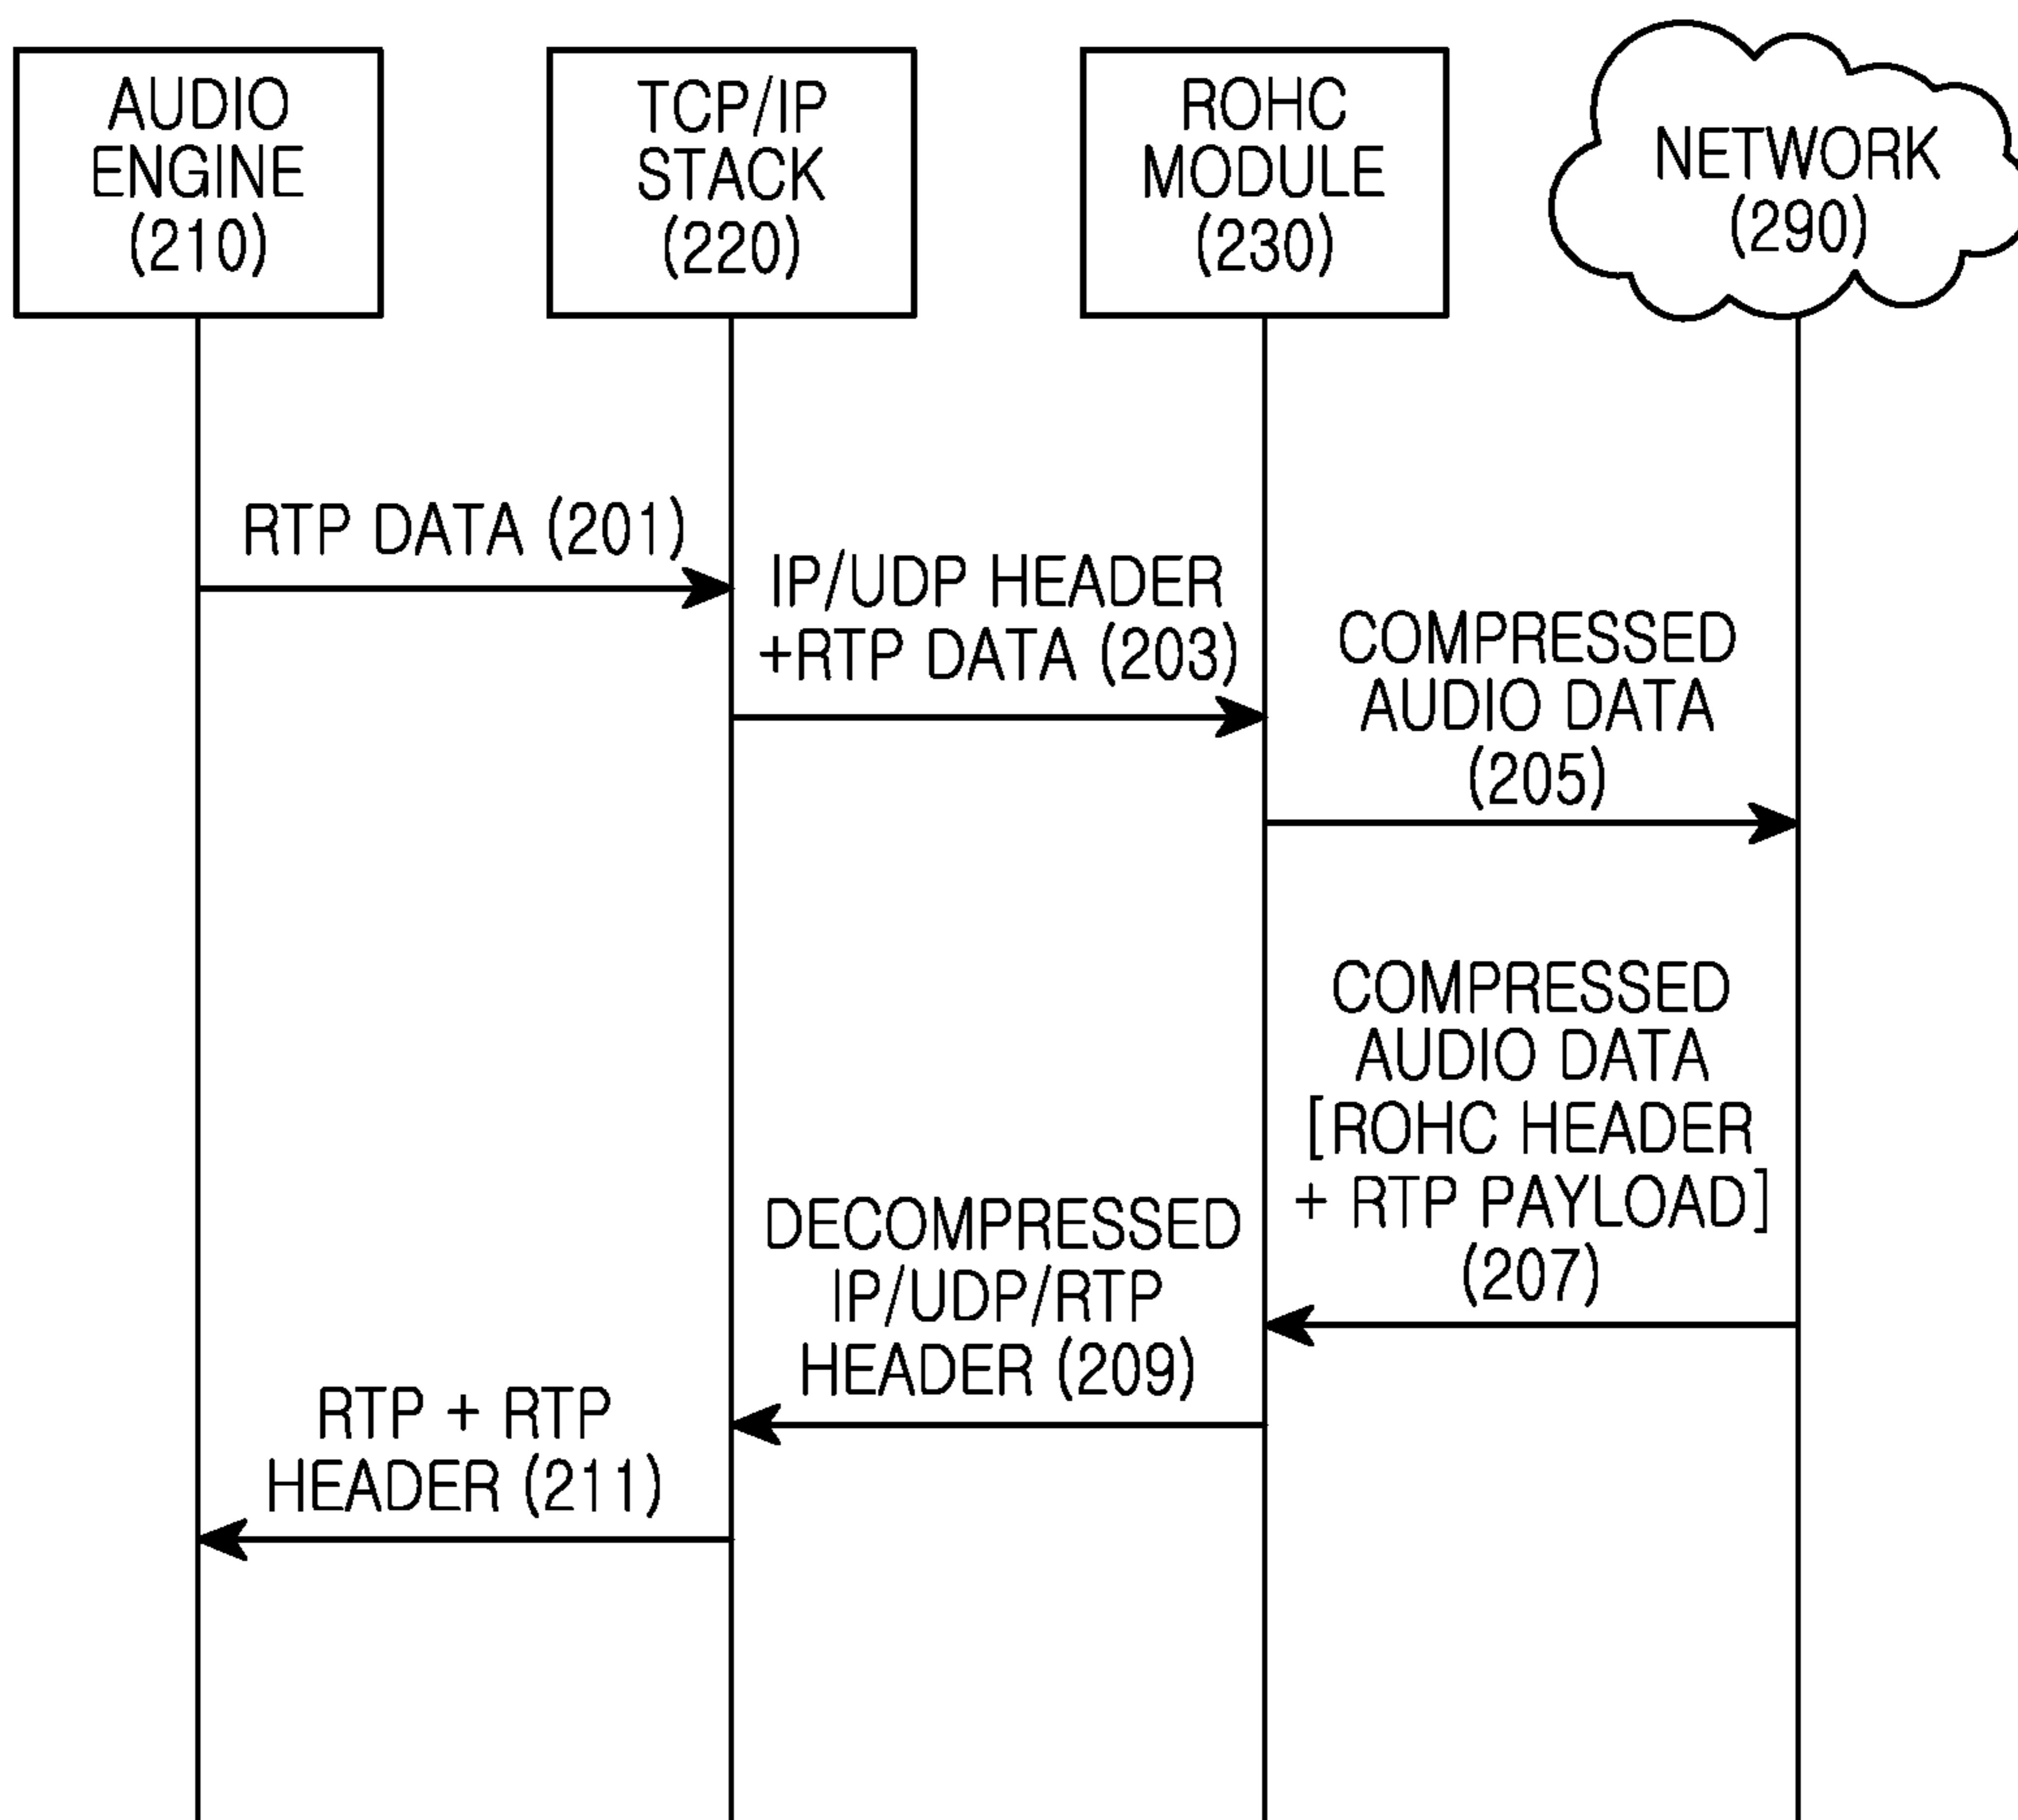 AUDIO
ENGINE
(210)
TCP/IP
STACK
(220)
ROHC
MODULE
(230)
NETWORK
(290)
RTP DATA (201)
IP/UDP HEADER
+RTP DATA (203)
COMPRESSED
AUDIO DATA
(205)
COMPRESSED
AUDIO DATA
[ROHC HEADER
+ RTP PAYLOAD]
(207)
DECOMPRESSED
IP/UDP/RTP
HEADER (209)
RTP + RTP
HEADER (211)